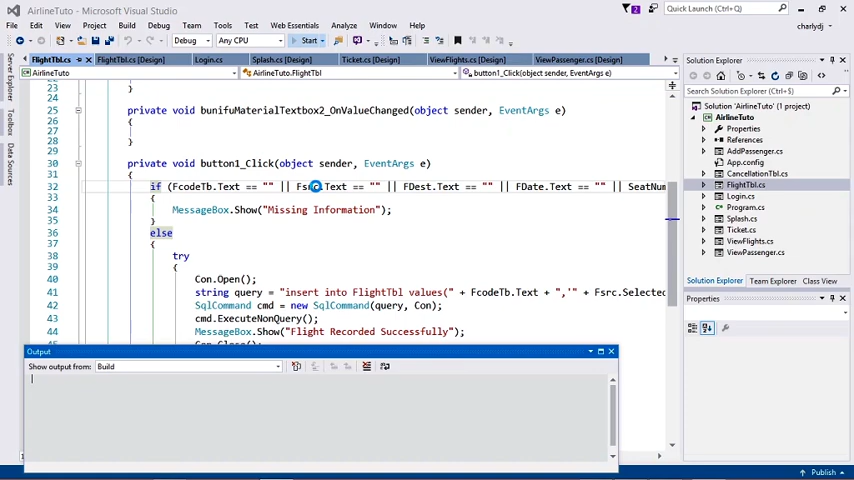 AirlineTuto - Microsoft Visual Studio
2
Quick Launch (Ctrl+Q)
File Edit View Project Build Debug Team Tools Test Web Essentials Analyze Window Help
charlydj
Debug Any CPU Start
FlightTbl.cs FlightTbl.cs [Design] Login.cs Splash.cs [Design] Ticket.cs [Design] ViewFlights.cs [Design] ViewPassenger.cs [Design]
AirlineTuto AirlineTuto.FlightTbl button1_Click(object sender, EventArgs e)
Server Explorer
Toolbox
Data Sources
23 }
24
25 private void bunifuMaterialTextbox2_OnValueChanged(object sender, EventArgs e)
26 {
27
28 }
29
30 private void button1_Click(object sender, EventArgs e)
31 {
32 if (FcodeTb.Text == "" || Fsrc.Text == "" || FDest.Text == "" || FDate.Text == "" || SeatNum
33 {
34 MessageBox.Show("Missing Information");
35 }
36 else
37 {
38 try
39 {
40 Con.Open();
41 string query = "insert into FlightTbl values(" + FcodeTb.Text + ",'" + Fsrc.Selected
42 SqlCommand cmd = new SqlCommand(query, Con);
43 cmd.ExecuteNonQuery();
44 MessageBox.Show("Flight Recorded Successfully");
Output
Show output from: Build
Solution Explorer
Search Solution Explorer (Ctrl+;)
Solution 'AirlineTuto' (1 project)
AirlineTuto
Properties
References
AddPassenger.cs
App.config
CancellationTbl.cs
FlightTbl.cs
Login.cs
Program.cs
Splash.cs
Ticket.cs
ViewFlights.cs
ViewPassenger.cs
Solution Explorer Team Explorer Class View
Properties
Publish